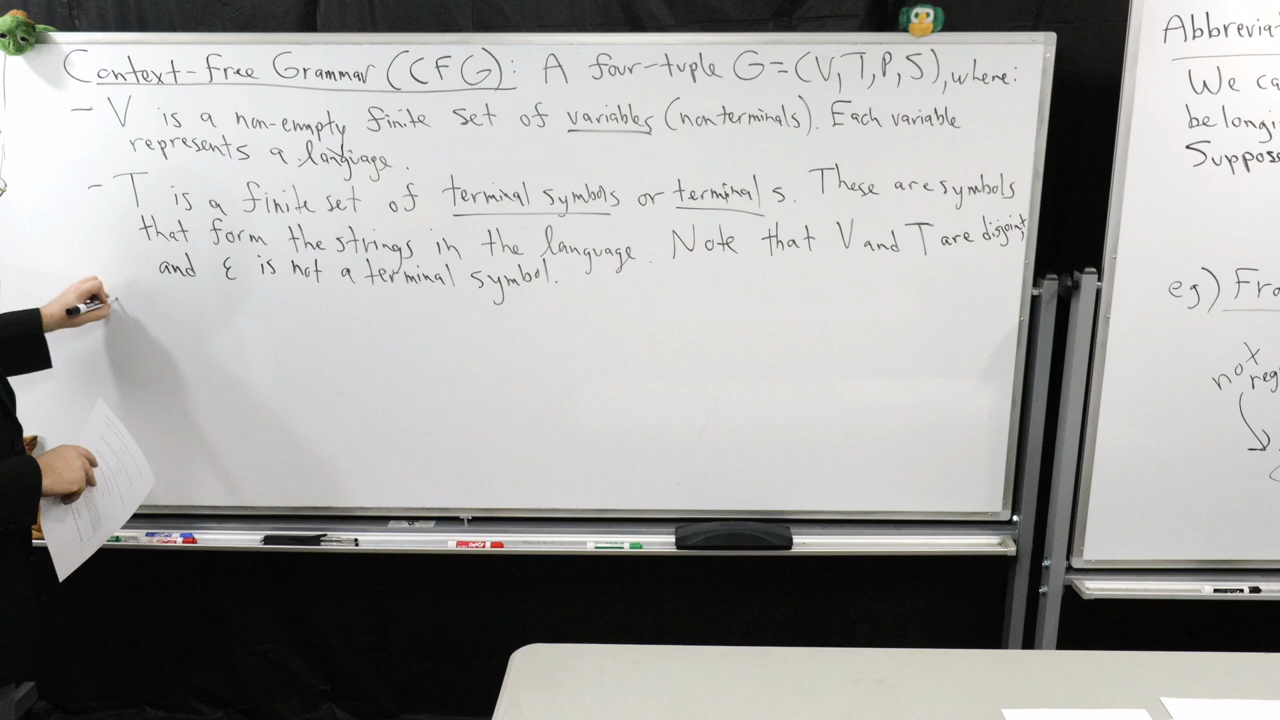 Context-Free Grammar (CFG): A four-tuple G=(V,T,P,S), where:
- V is a non-empty finite set of variables (nonterminals). Each variable
represents a language.
- T is a finite set of terminal symbols or terminals. These are symbols
that form the strings in the language. Note that V and T are disjoint,
and ε is not a terminal symbol.
Abbrevia
We ca
belongi
Suppose
eg) Fro
not
reg